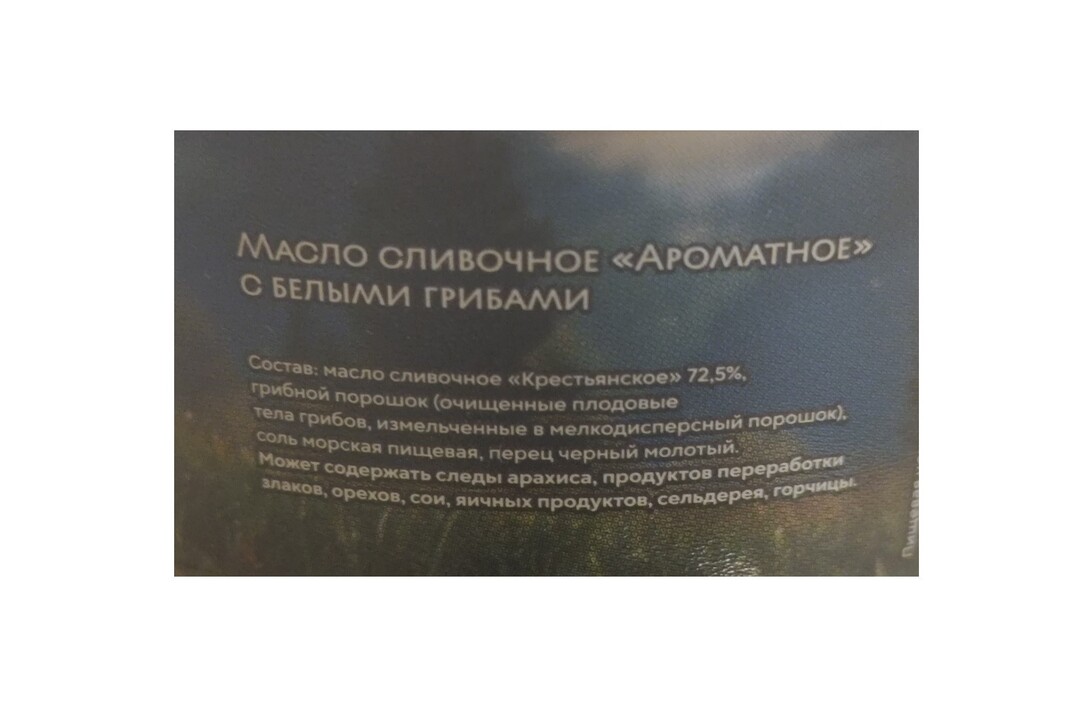 Масло сливочное «Ароматное»
с белыми грибами
Состав: масло сливочное «Крестьянское» 72,5%,
грибной порошок (очищенные плодовые
тела грибов, измельченные в мелкодисперсный порошок),
соль морская пищевая, перец черный молотый.
Может содержать следы арахиса, продуктов переработки
злаков, орехов, сои, яичных продуктов, сельдерея, горчицы.